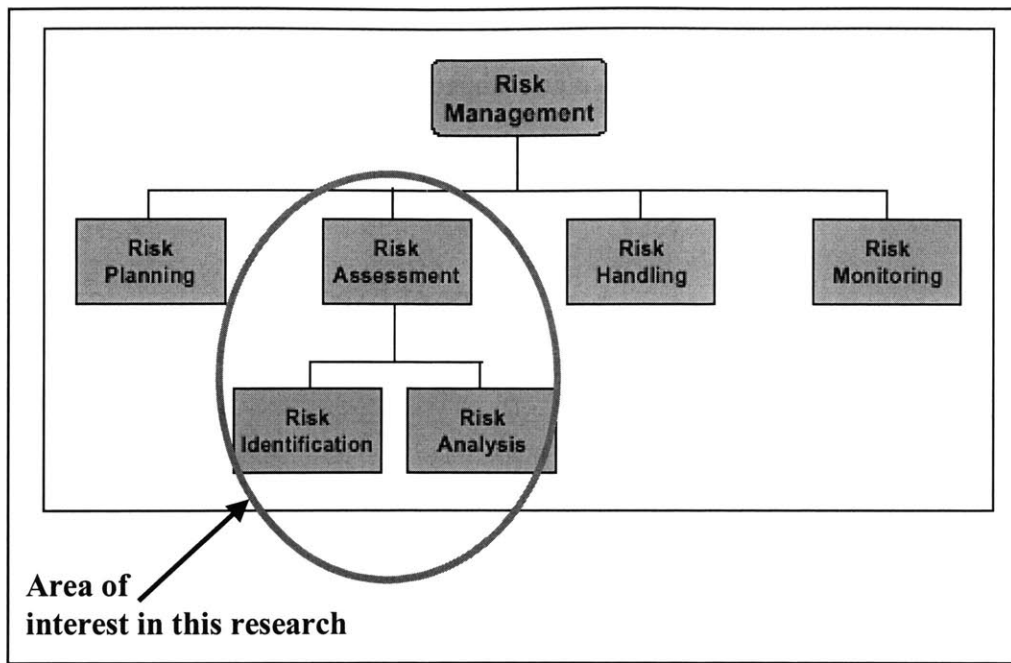 Risk
Management
Risk
Planning
Risk
Assessment
Risk
Handling
Risk
Monitoring
Risk
Identification
Risk
Analysis
Area of
interest in this research